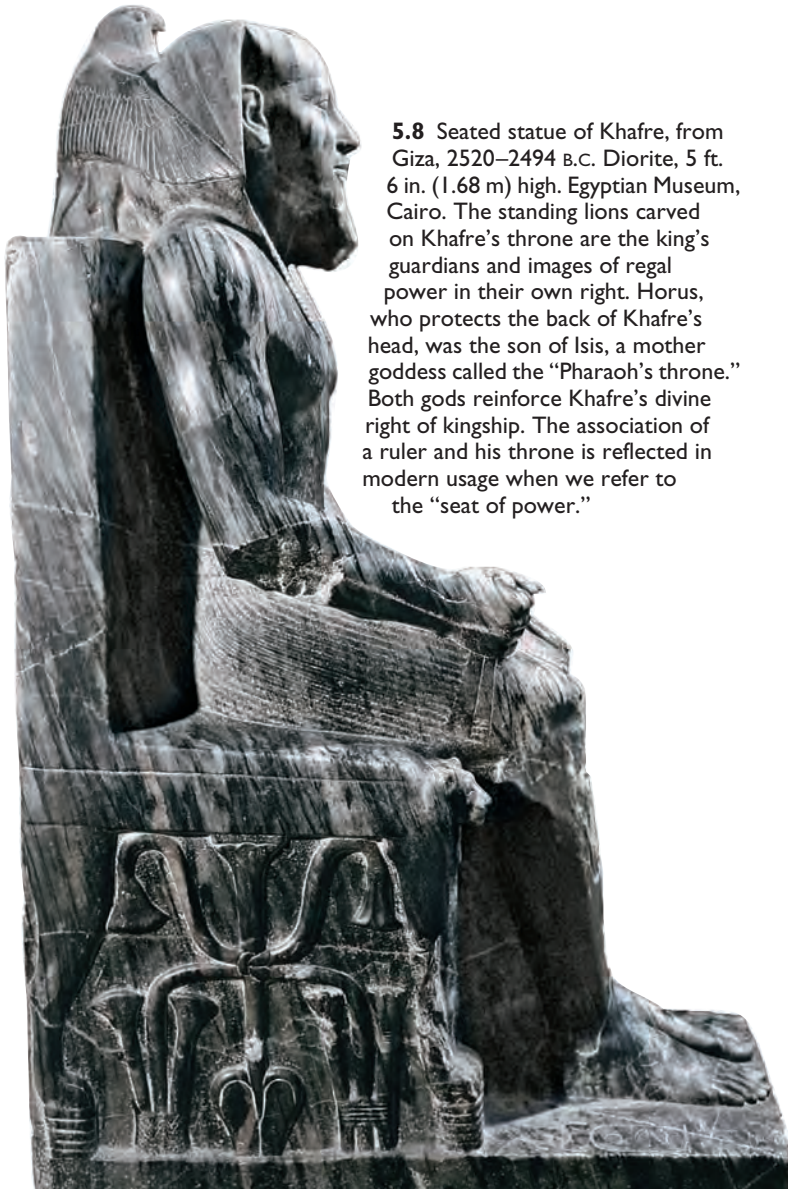 5.8 Seated statue of Khafre, from
Giza, 2520–2494 B.C. Diorite, 5 ft.
6 in. (1.68 m) high. Egyptian Museum,
Cairo. The standing lions carved
on Khafre’s throne are the king’s
guardians and images of regal
power in their own right. Horus,
who protects the back of Khafre’s
head, was the son of Isis, a mother
goddess called the “Pharaoh’s throne.”
Both gods reinforce Khafre’s divine
right of kingship. The association of
a ruler and his throne is reflected in
modern usage when we refer to
the “seat of power.”